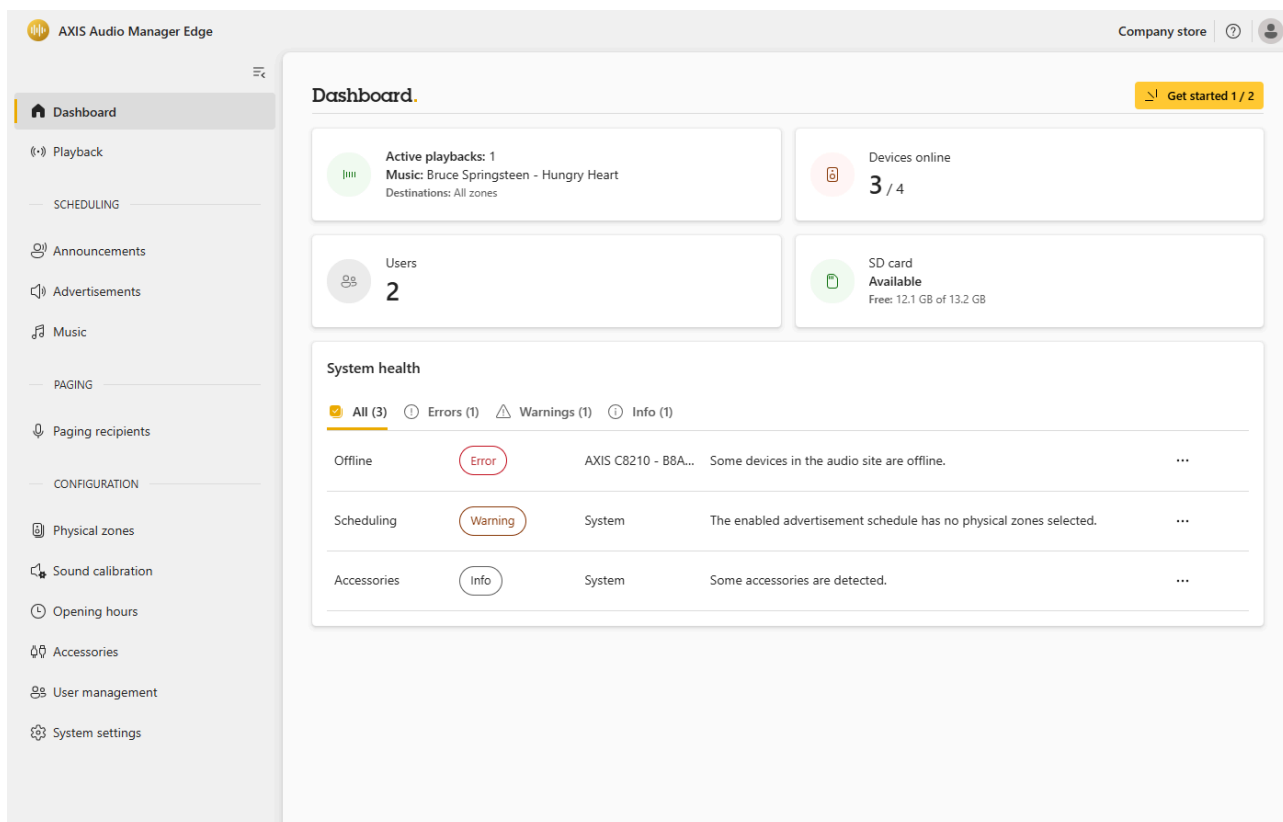 AXIS Audio Manager Edge
Company store
Dashboard
Playback
SCHEDULING
Announcements
Advertisements
Music
PAGING
Paging recipients
CONFIGURATION
Physical zones
Sound calibration
Opening hours
Accessories
User management
System settings
Dashboard.
Get started 1 / 2
Active playbacks: 1
Music: Bruce Springsteen - Hungry Heart
Destinations: All zones
Devices online
3 / 4
Users
2
SD card
Available
Free: 12.1 GB of 13.2 GB
System health
All (3) Errors (1) Warnings (1) Info (1)
Offline Error AXIS C8210 - B8A... Some devices in the audio site are offline.
Scheduling Warning System The enabled advertisement schedule has no physical zones selected.
Accessories Info System Some accessories are detected.